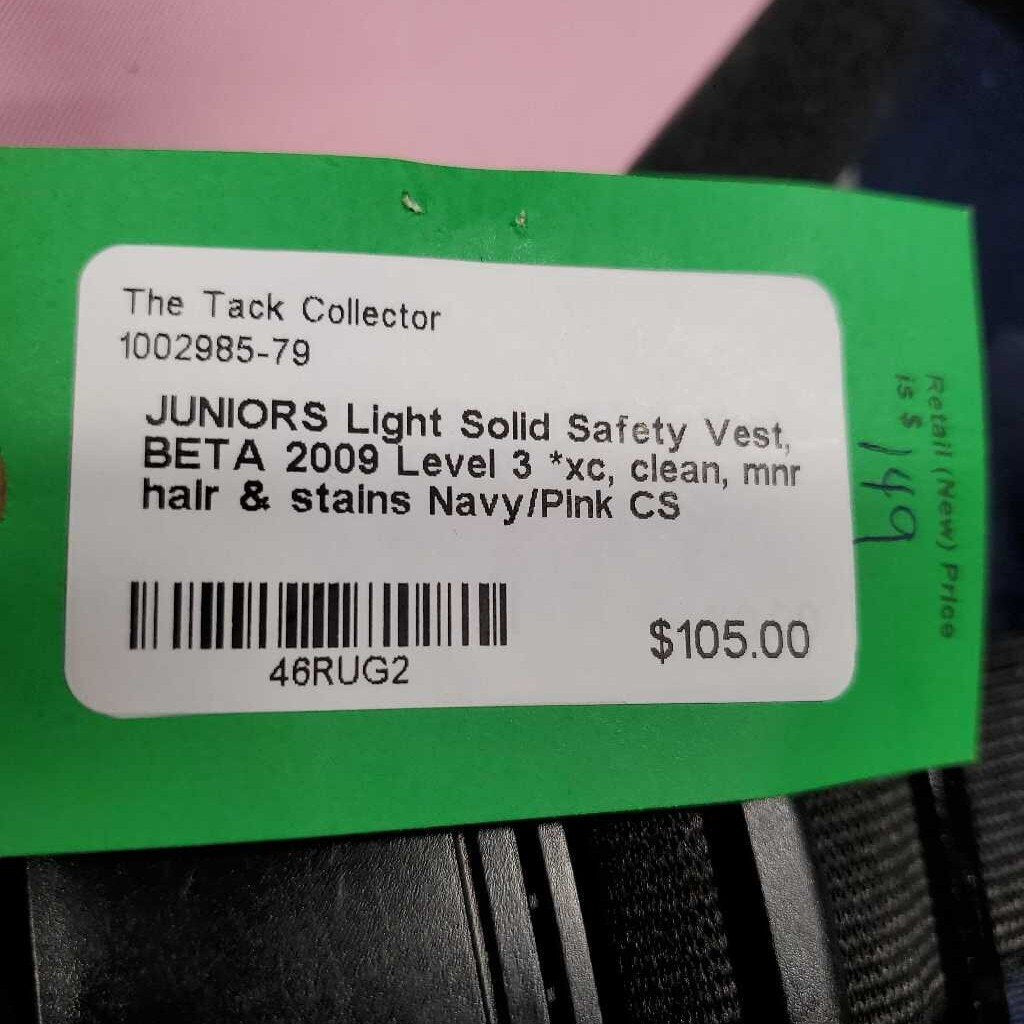 The Tack Collector
1002985-79
JUNIORS Light Solid Safety Vest,
BETA 2009 Level 3 *xc, clean, mnr
hair & stains Navy/Pink CS
46RUG2
$105.00
Retail (New) Price
is $ 149